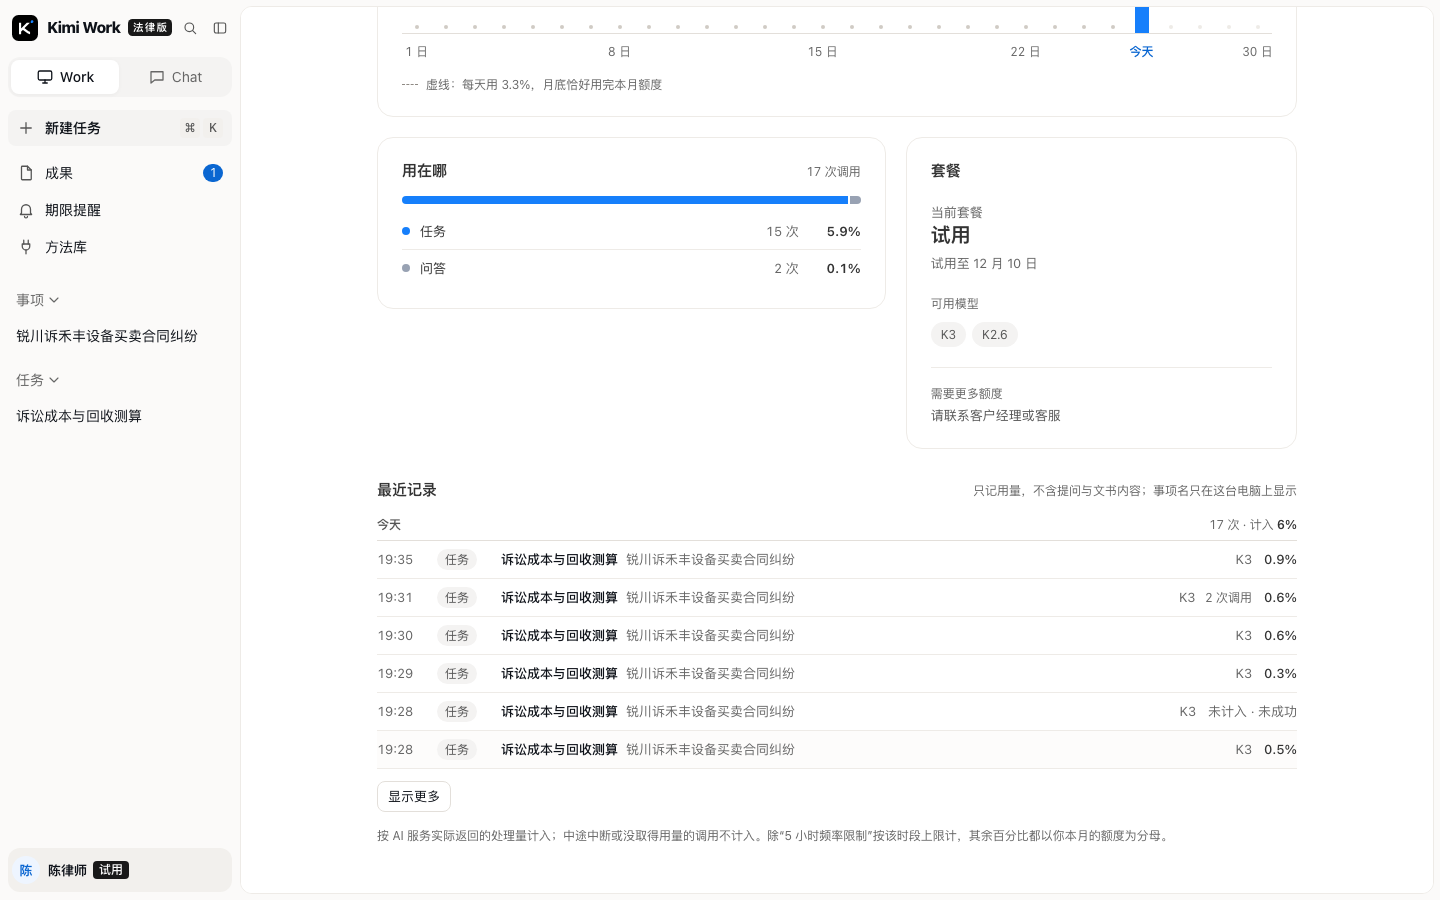 Kimi Work 法律版
Work Chat
新建任务 ⌘ K
成果 1
期限提醒
方法库
事项
锐川诉禾丰设备买卖合同纠纷
任务
诉讼成本与回收测算
陈 陈律师 试用
1 日 8 日 15 日 22 日 今天 30 日
---- 虚线：每天用 3.3%，月底恰好用完本月额度
用在哪 17 次调用
任务 15 次 5.9%
问答 2 次 0.1%
套餐
当前套餐
试用
试用至 12 月 10 日
可用模型
K3 K2.6
需要更多额度
请联系客户经理或客服
最近记录 只记用量，不含提问与文书内容；事项名只在这台电脑上显示
今天 17 次 · 计入 6%
19:35 任务 诉讼成本与回收测算 锐川诉禾丰设备买卖合同纠纷 K3 0.9%
19:31 任务 诉讼成本与回收测算 锐川诉禾丰设备买卖合同纠纷 K3 2 次调用 0.6%
19:30 任务 诉讼成本与回收测算 锐川诉禾丰设备买卖合同纠纷 K3 0.6%
19:29 任务 诉讼成本与回收测算 锐川诉禾丰设备买卖合同纠纷 K3 0.3%
19:28 任务 诉讼成本与回收测算 锐川诉禾丰设备买卖合同纠纷 K3 未计入 · 未成功
19:28 任务 诉讼成本与回收测算 锐川诉禾丰设备买卖合同纠纷 K3 0.5%
显示更多
按 AI 服务实际返回的处理量计入；中途中断或没取得用量的调用不计入。除“5 小时频率限制”按该时段上限计，其余百分比都以你本月的额度为分母。